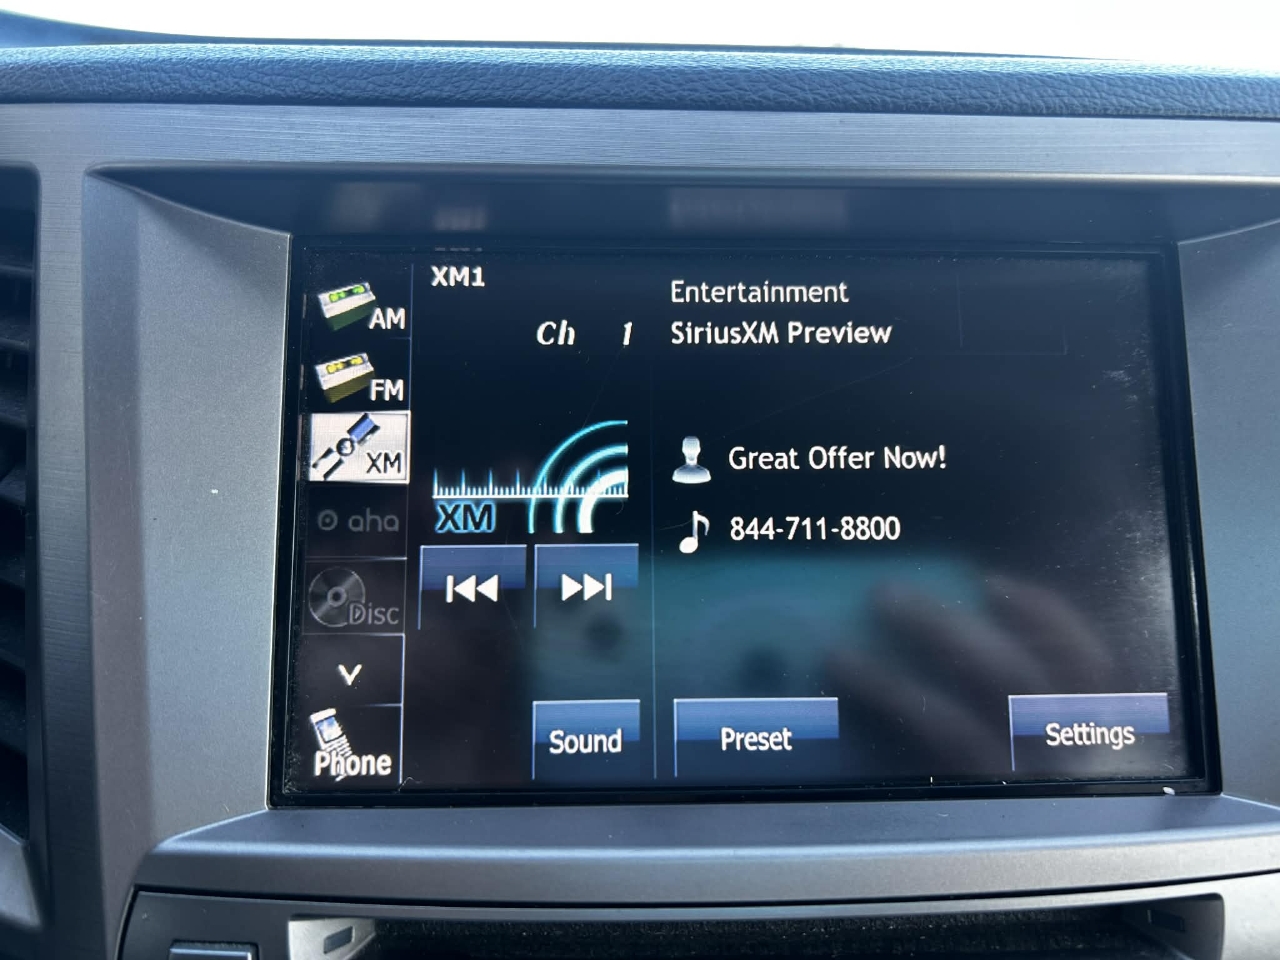 XM1
Ch 1
Entertainment
SiriusXM Preview
Great Offer Now!
844-711-8800
AM
FM
XM
aha
Disc
Phone
XM
Sound
Preset
Settings